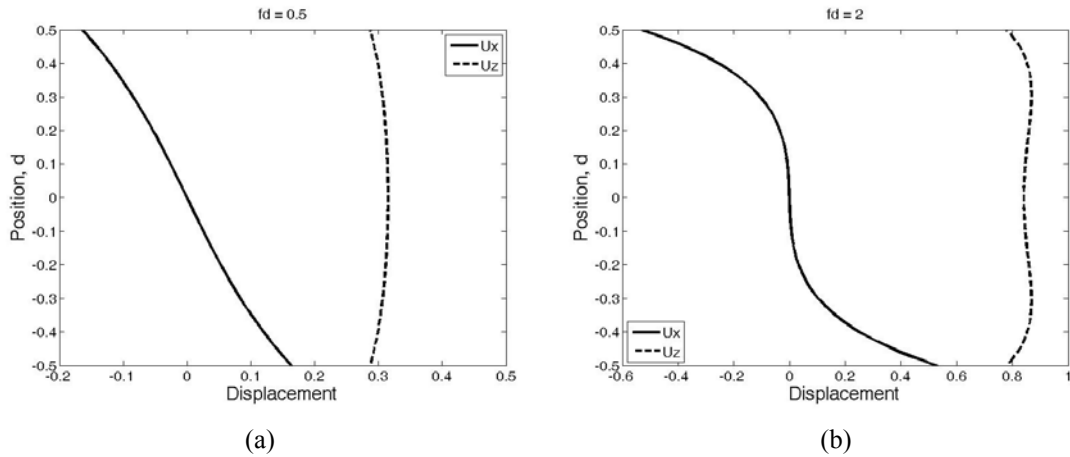 fd = 0.5
Ux
Uz
0.5
0.4
0.3
0.2
0.1
0
-0.1
-0.2
-0.3
-0.4
-0.5
Position, d
-0.2 -0.1 0 0.1 0.2 0.3 0.4 0.5
Displacement
(a)
fd = 2
0.5
0.4
0.3
0.2
0.1
0
-0.1
-0.2
-0.3
-0.4
-0.5
Position, d
Ux
Uz
-0.6 -0.4 -0.2 0 0.2 0.4 0.6 0.8 1
Displacement
(b)